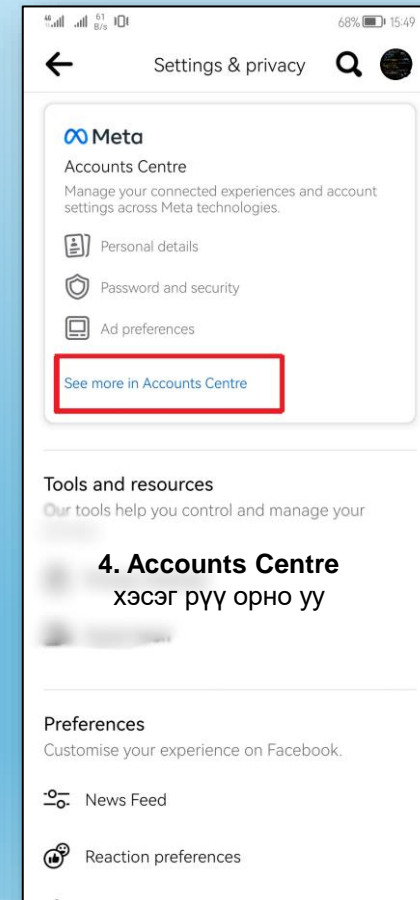 46 61 B/s 68% 15:49
Settings & privacy
Meta
Accounts Centre
Manage your connected experiences and account
settings across Meta technologies.
Personal details
Password and security
Ad preferences
See more in Accounts Centre
Tools and resources
Our tools help you control and manage your
4. Accounts Centre
хэсэг рүү орно уу
Preferences
Customise your experience on Facebook.
News Feed
Reaction preferences